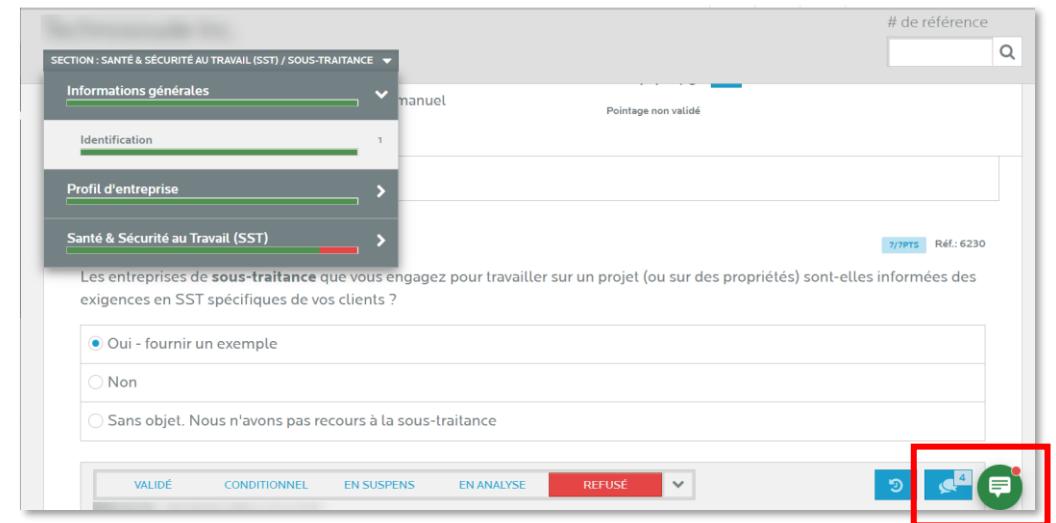 # de référence
SECTION : SANTÉ & SÉCURITÉ AU TRAVAIL (SST) / SOUS-TRAITANCE
Informations générales
manuel
Pointage non validé
Identification 1
Profil d'entreprise
Santé & Sécurité au Travail (SST)
7/7PTS Réf.: 6230
Les entreprises de sous-traitance que vous engagez pour travailler sur un projet (ou sur des propriétés) sont-elles informées des
exigences en SST spécifiques de vos clients ?
Oui - fournir un exemple
Non
Sans objet. Nous n'avons pas recours à la sous-traitance
VALIDÉ CONDITIONNEL EN SUSPENS EN ANALYSE REFUSÉ
4